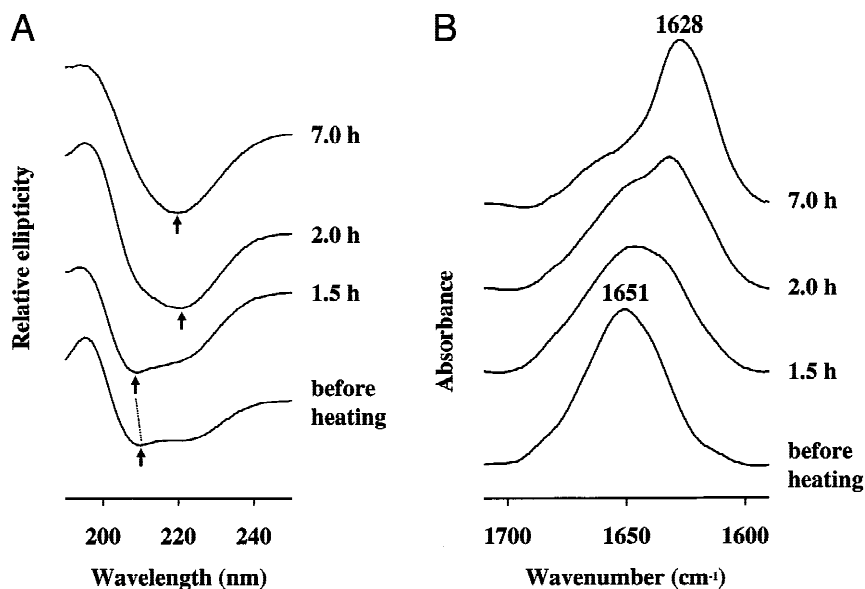 A
Relative ellipticity
7.0 h
2.0 h
1.5 h
before
heating
200
220
240
Wavelength (nm)
B
Absorbance
1628
7.0 h
2.0 h
1651
1.5 h
before
heating
1700
1650
1600
Wavenumber (cm⁻¹)